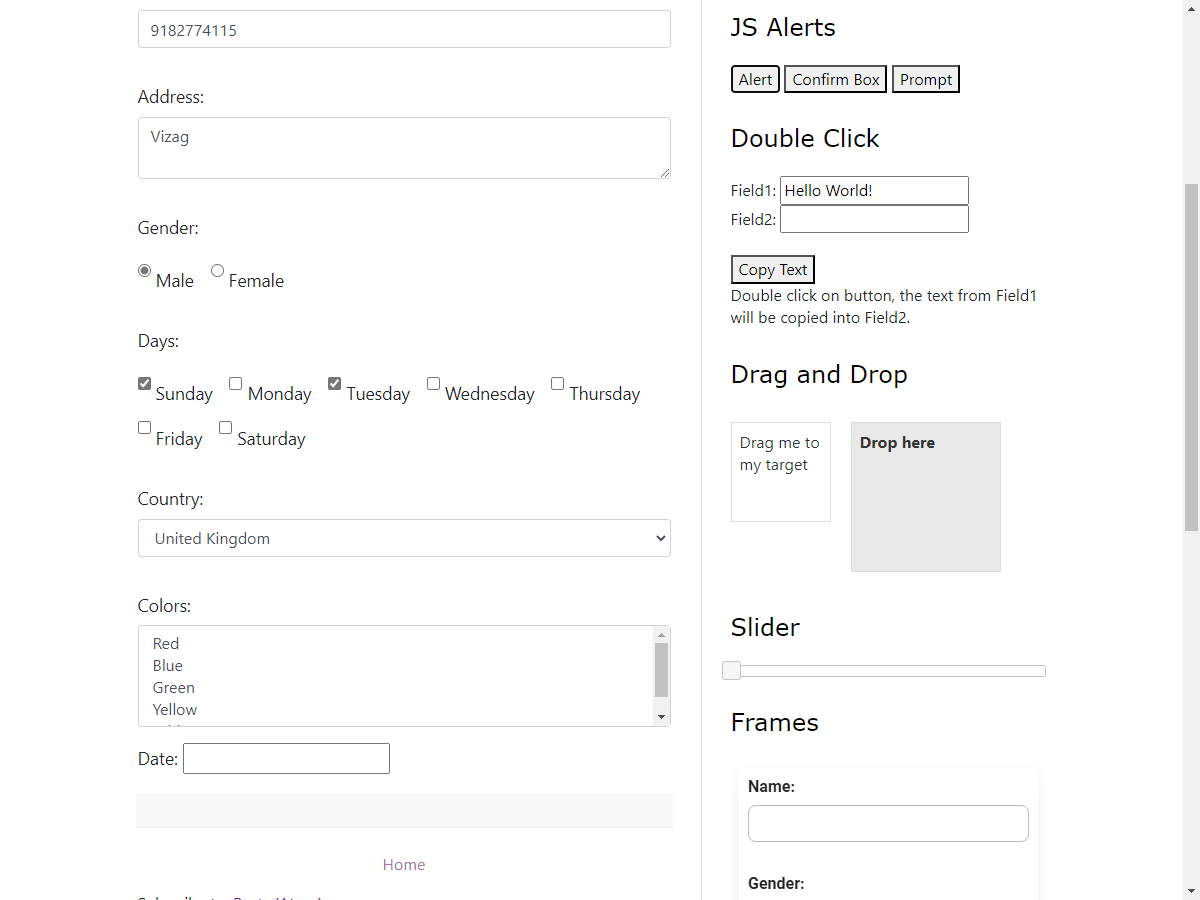 9182774115
Address:
Vizag
Gender:
Male Female
Days:
Sunday Monday Tuesday Wednesday Thursday
Friday Saturday
Country:
United Kingdom
Colors:
Red
Blue
Green
Yellow
Date:
Home
JS Alerts
Alert Confirm Box Prompt
Double Click
Field1: Hello World!
Field2:
Copy Text
Double click on button, the text from Field1
will be copied into Field2.
Drag and Drop
Drag me to
my target
Drop here
Slider
Frames
Name:
Gender: